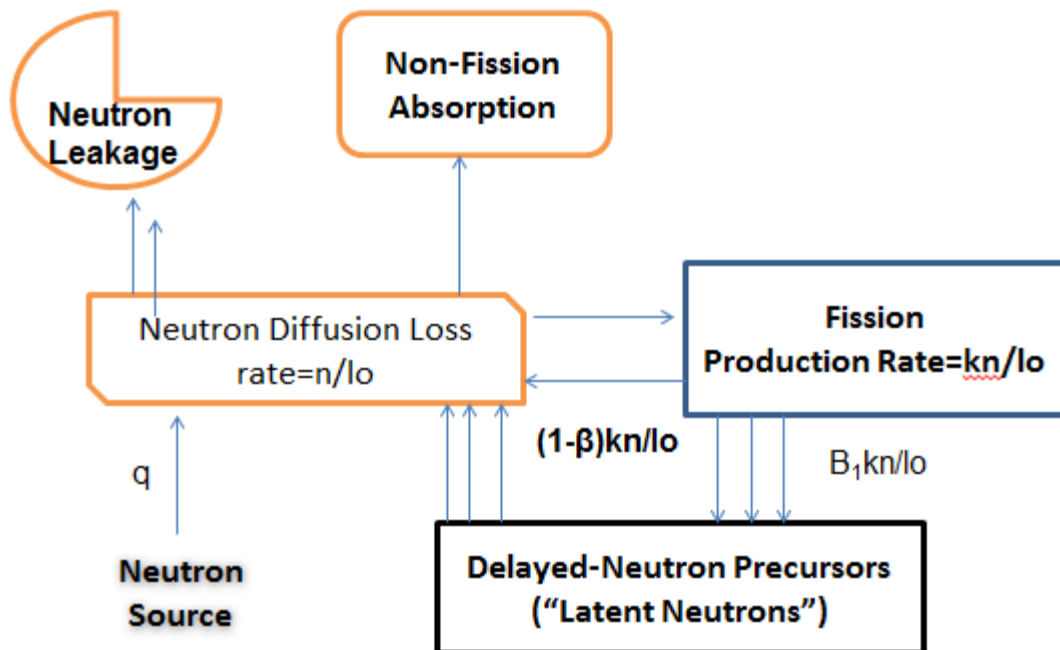 Neutron
Leakage
Non-Fission
Absorption
Neutron Diffusion Loss
rate=n/lo
Fission
Production Rate=kn/lo
(1-β)kn/lo
B₁kn/lo
q
Neutron
Source
Delayed-Neutron Precursors
(“Latent Neutrons”)